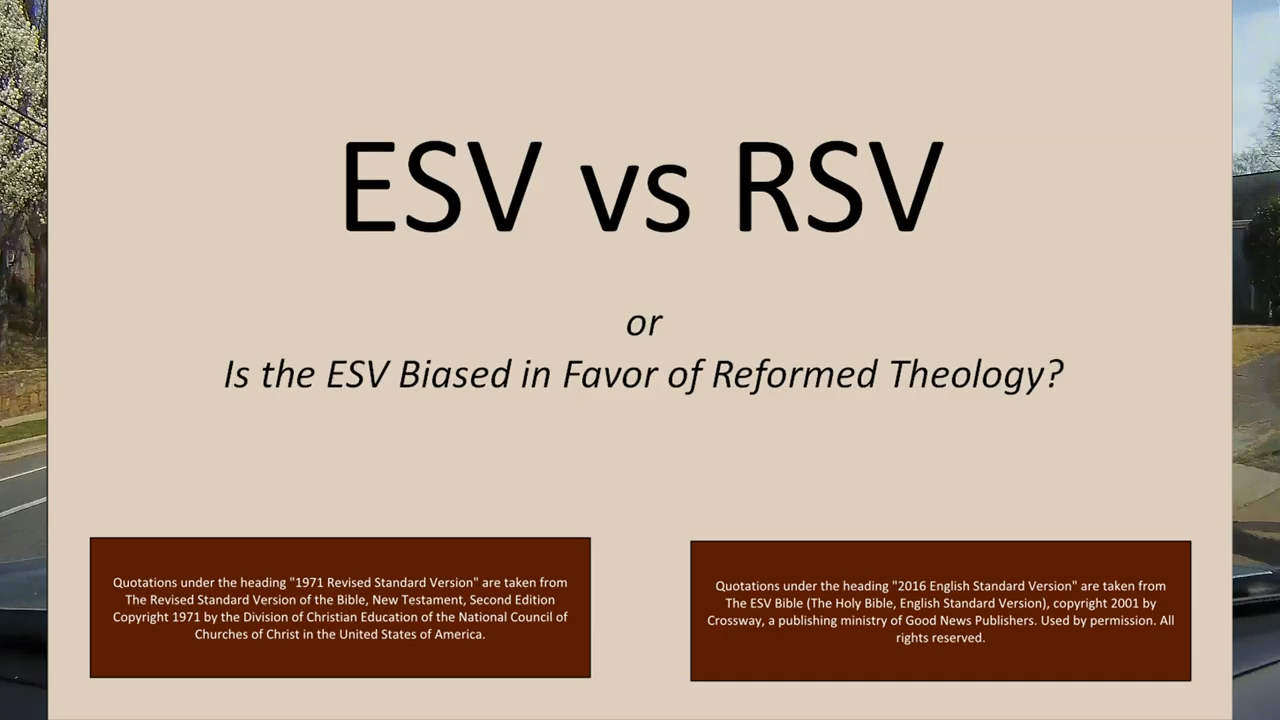 ESV vs RSV
or
Is the ESV Biased in Favor of Reformed Theology?
Quotations under the heading "1971 Revised Standard Version" are taken from
The Revised Standard Version of the Bible, New Testament, Second Edition
Copyright 1971 by the Division of Christian Education of the National Council of
Churches of Christ in the United States of America.
Quotations under the heading "2016 English Standard Version" are taken from
The ESV Bible (The Holy Bible, English Standard Version), copyright 2001 by
Crossway, a publishing ministry of Good News Publishers. Used by permission. All
rights reserved.